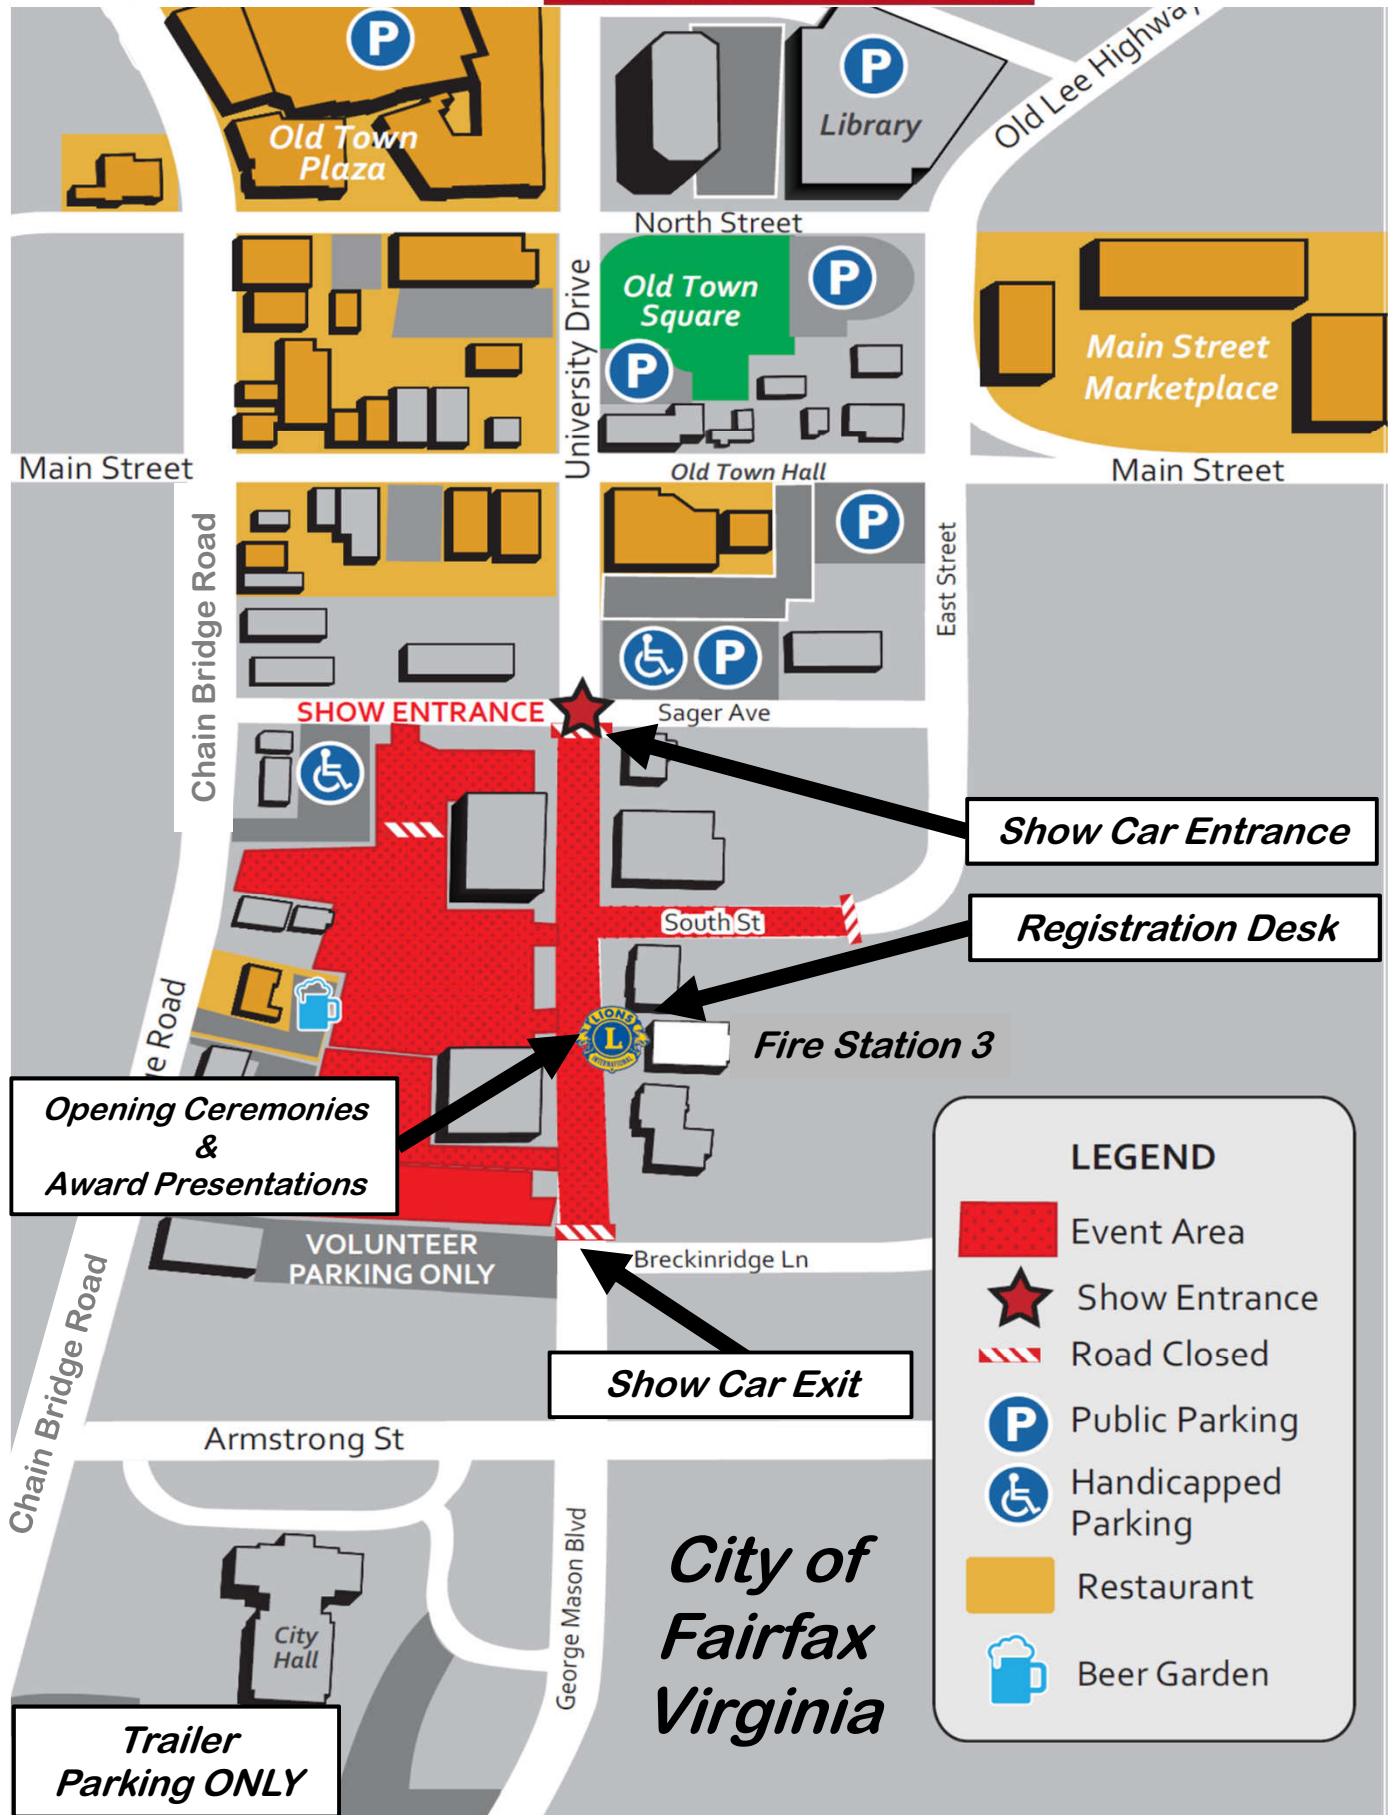 P
P
Old Lee Highway
Library
Old Town
Plaza
North Street
University Drive
Old Town
Square
P
P
Main Street
Marketplace
Main Street
Old Town Hall
Main Street
Chain Bridge Road
P
East Street
P
SHOW ENTRANCE
Sager Ave
Show Car Entrance
South St
Registration Desk
ge Road
LIONS
L
INTERNATIONAL
Fire Station 3
Opening Ceremonies
&
Award Presentations
VOLUNTEER
PARKING ONLY
Breckinridge Ln
Show Car Exit
Chain Bridge Road
Armstrong St
George Mason Blvd
City
Hall
Trailer
Parking ONLY
City of
Fairfax
Virginia
LEGEND
Event Area
Show Entrance
Road Closed
P
Public Parking
Handicapped
Parking
Restaurant
Beer Garden